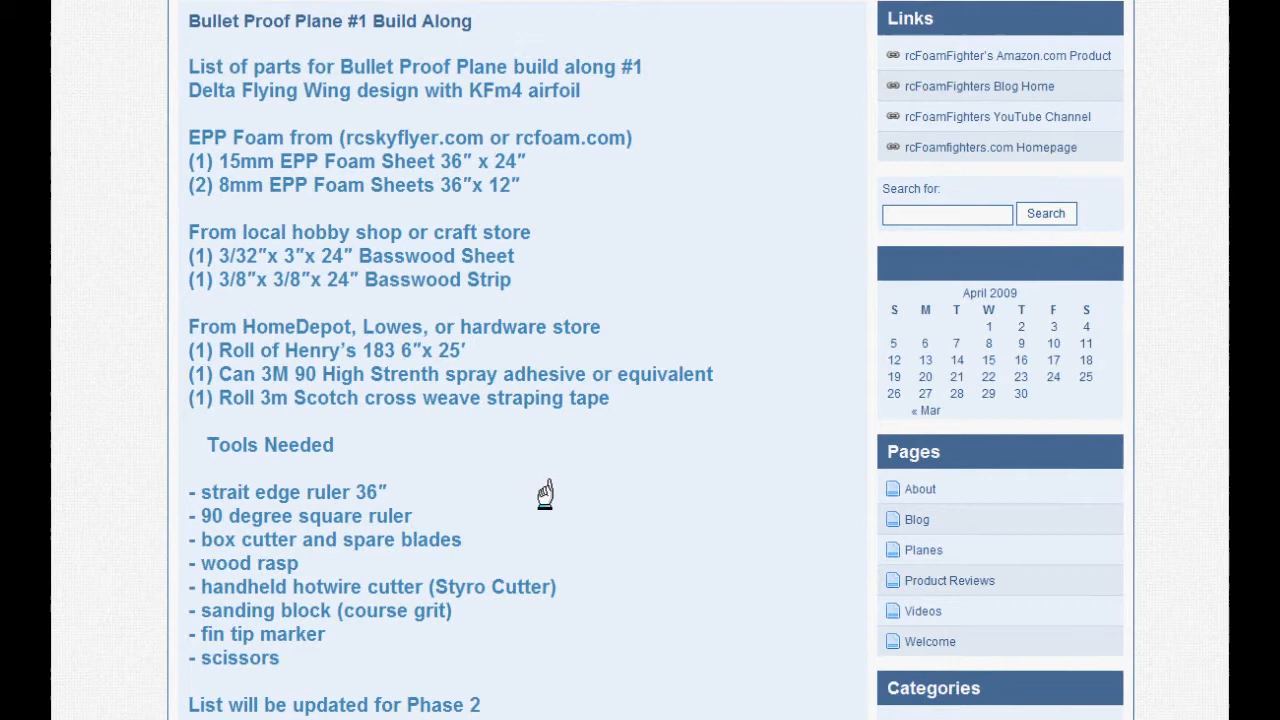 Bullet Proof Plane #1 Build Along
List of parts for Bullet Proof Plane build along #1
Delta Flying Wing design with KFm4 airfoil
EPP Foam from (rcskyflyer.com or rcfoam.com)
(1) 15mm EPP Foam Sheet 36″ x 24″
(2) 8mm EPP Foam Sheets 36″x 12″
From local hobby shop or craft store
(1) 3/32″x 3″x 24″ Basswood Sheet
(1) 3/8″x 3/8″x 24″ Basswood Strip
From HomeDepot, Lowes, or hardware store
(1) Roll of Henry’s 183 6″x 25′
(1) Can 3M 90 High Strenth spray adhesive or equivalent
(1) Roll 3m Scotch cross weave straping tape
Tools Needed
- strait edge ruler 36″
- 90 degree square ruler
- box cutter and spare blades
- wood rasp
- handheld hotwire cutter (Styro Cutter)
- sanding block (course grit)
- fin tip marker
- scissors
List will be updated for Phase 2
Links
rcFoamFighter’s Amazon.com Product
rcFoamFighters Blog Home
rcFoamFighters YouTube Channel
rcFoamfighters.com Homepage
Search for:
Search
April 2009
S M T W T F S
1 2 3 4
5 6 7 8 9 10 11
12 13 14 15 16 17 18
19 20 21 22 23 24 25
26 27 28 29 30
« Mar
Pages
About
Blog
Planes
Product Reviews
Videos
Welcome
Categories